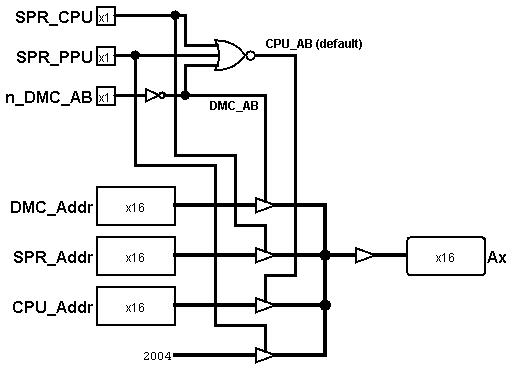 SPR_CPU x1
SPR_PPU x1
CPU_AB (default)
n_DMC_AB x1
DMC_AB
DMC_Addr x16
SPR_Addr x16
x16 Ax
CPU_Addr x16
2004